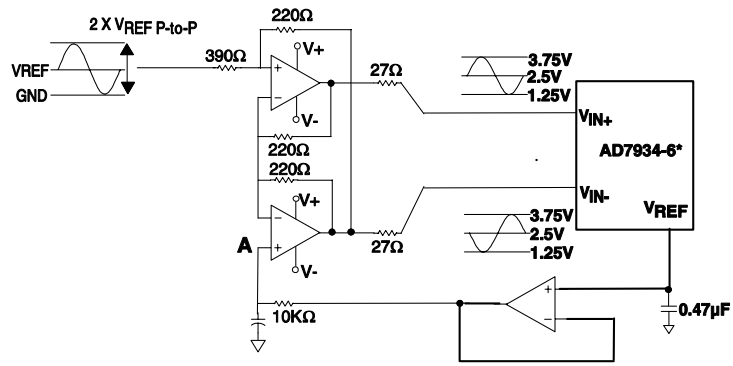 2 X VREF P-to-P
VREF
GND
390Ω
220Ω
+
−
V+
V-
220Ω
220Ω
27Ω
3.75V
2.5V
1.25V
VIN+
AD7934-6*
VIN-
VREF
A
−
+
V+
V-
27Ω
3.75V
2.5V
1.25V
10KΩ
+
−
0.47µF